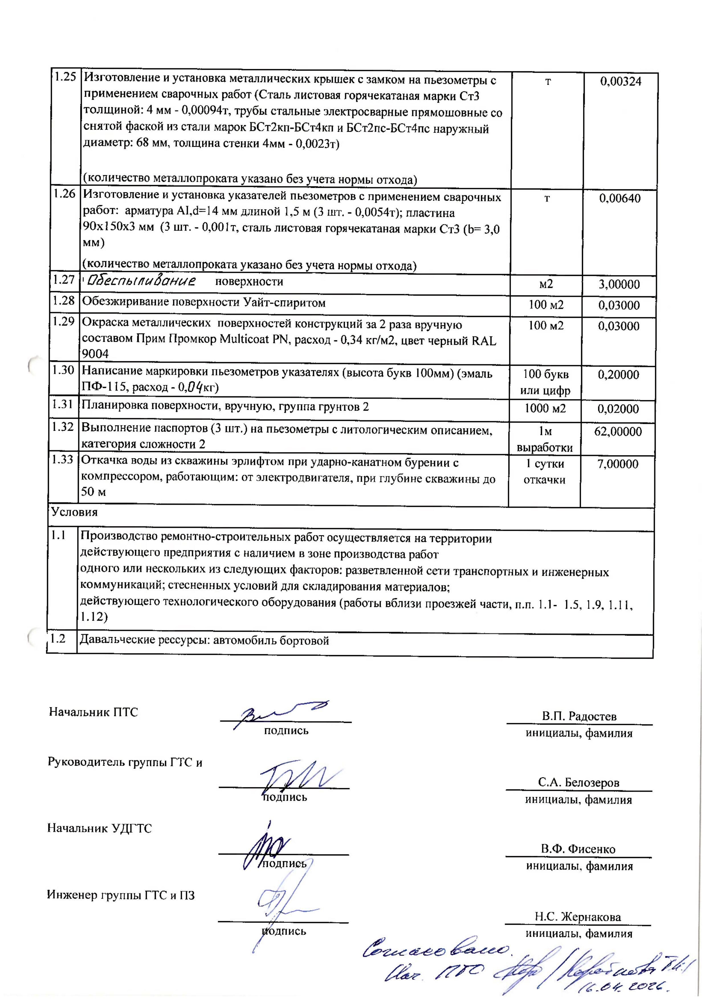 1.25 Изготовление и установка металлических крышек с замком на пьезометры с т 0,00324
применением сварочных работ (Сталь листовая горячекатаная марки Ст3
толщиной: 4 мм - 0,00094т, трубы стальные электросварные прямошовные со
снятой фаской из стали марок БСт2кп-БСт4кп и БСт2пс-БСт4пс наружный
диаметр: 68 мм, толщина стенки 4мм - 0,0023т)
(количество металлопроката указано без учета нормы отхода)
1.26 Изготовление и установка указателей пьезометров с применением сварочных т 0,00640
работ: арматура АI,d=14 мм длиной 1,5 м (3 шт. - 0,0054т); пластина
90х150х3 мм (3 шт. - 0,001т, сталь листовая горячекатаная марки Ст3 (b= 3,0
мм)
(количество металлопроката указано без учета нормы отхода)
1.27 Обеспыливание поверхности м2 3,00000
1.28 Обезжиривание поверхности Уайт-спиритом 100 м2 0,03000
1.29 Окраска металлических поверхностей конструкций за 2 раза вручную 100 м2 0,03000
составом Прим Промкор Multicoat PN, расход - 0,34 кг/м2, цвет черный RAL
9004
1.30 Написание маркировки пьезометров указателях (высота букв 100мм) (эмаль 100 букв 0,20000
ПФ-115, расход - 0,04кг) или цифр
1.31 Планировка поверхности, вручную, группа грунтов 2 1000 м2 0,02000
1.32 Выполнение паспортов (3 шт.) на пьезометры с литологическим описанием, 1м 62,00000
категория сложности 2 выработки
1.33 Откачка воды из скважины эрлифтом при ударно-канатном бурении с 1 сутки 7,00000
компрессором, работающим: от электродвигателя, при глубине скважины до откачки
50 м
Условия
1.1 Производство ремонтно-строительных работ осуществляется на территории
действующего предприятия с наличием в зоне производства работ
одного или нескольких из следующих факторов: разветвленной сети транспортных и инженерных
коммуникаций; стесненных условий для складирования материалов;
действующего технологического оборудования (работы вблизи проезжей части, п.п. 1.1- 1.5, 1.9, 1.11,
1.12)
1.2 Давальческие рессурсы: автомобиль бортовой
Начальник ПТС В.П. Радостев
подпись инициалы, фамилия
Руководитель группы ГТС и
С.А. Белозеров
подпись инициалы, фамилия
Начальник УДГТС
В.Ф. Фисенко
подпись инициалы, фамилия
Инженер группы ГТС и ПЗ
Н.С. Жернакова
подпись инициалы, фамилия
Согласовано.
Нач. ПТС
16.04.2026.